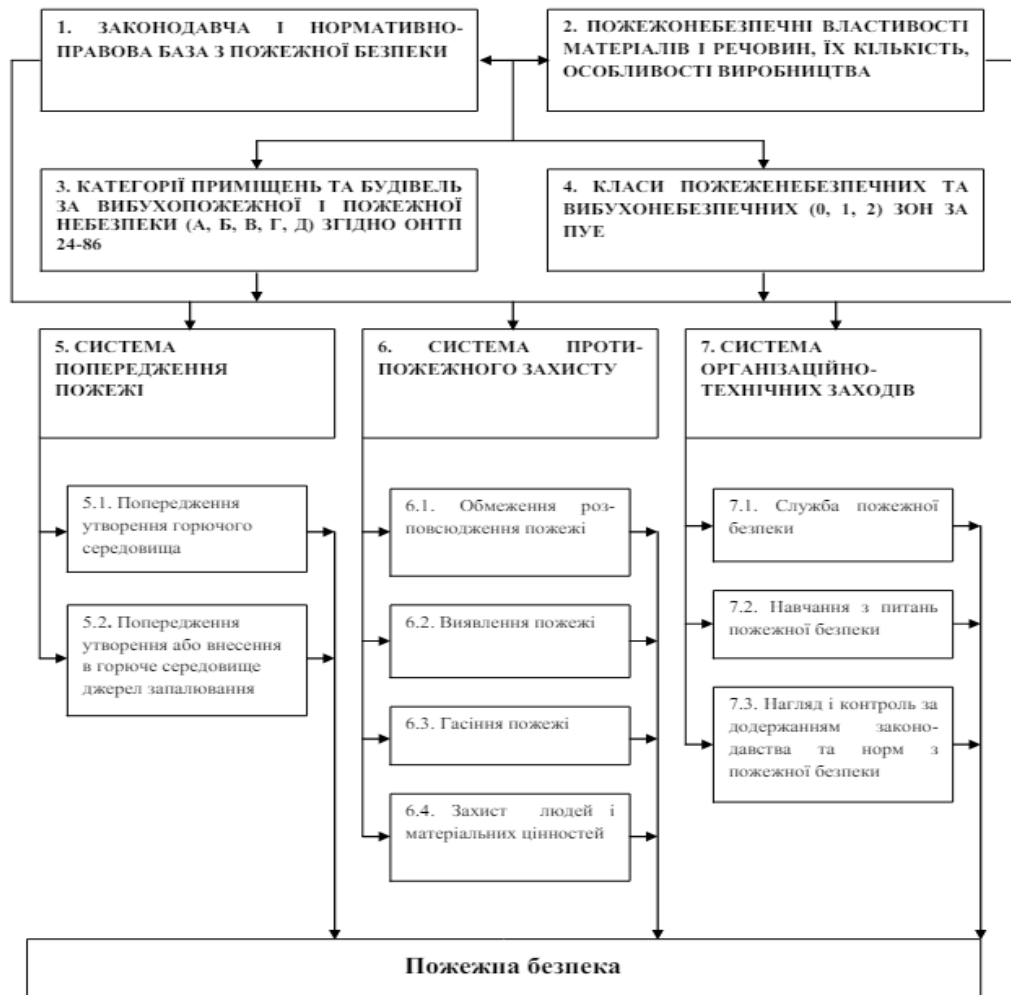 1. ЗАКОНОДАВЧА І НОРМАТИВНО-
ПРАВОВА БАЗА З ПОЖЕЖНОЇ БЕЗПЕКИ
2. ПОЖЕЖОНЕБЕЗПЕЧНІ ВЛАСТИВОСТІ
МАТЕРІАЛІВ І РЕЧОВИН, ЇХ КІЛЬКІСТЬ,
ОСОБЛИВОСТІ ВИРОБНИЦТВА
3. КАТЕГОРІЇ ПРИМІЩЕНЬ ТА БУДІВЕЛЬ
ЗА ВИБУХОПОЖЕЖНОЇ І ПОЖЕЖНОЇ
НЕБЕЗПЕКИ (А, Б, В, Г, Д) ЗГІДНО ОНТП
24-86
4. КЛАСИ ПОЖЕЖЕНЕБЕЗПЕЧНИХ ТА
ВИБУХОНЕБЕЗПЕЧНИХ (0, 1, 2) ЗОН ЗА
ПУЕ
5. СИСТЕМА
ПОПЕРЕДЖЕННЯ
ПОЖЕЖІ
6. СИСТЕМА ПРОТИ-
ПОЖЕЖНОГО ЗАХИСТУ
7. СИСТЕМА
ОРГАНІЗАЦІЙНО-
ТЕХНІЧНИХ ЗАХОДІВ
5.1. Попередження
утворення горючого
середовища
5.2. Попередження
утворення або внесення
в горюче середовище
джерел запалювання
6.1. Обмеження роз-
повсюдження пожежі
6.2. Виявлення пожежі
6.3. Гасіння пожежі
6.4. Захист людей і
матеріальних цінностей
7.1. Служба пожежної
безпеки
7.2. Навчання з питань
пожежної безпеки
7.3. Нагляд і контроль за
додержанням законо-
давства та норм з
пожежної безпеки
Пожежна безпека